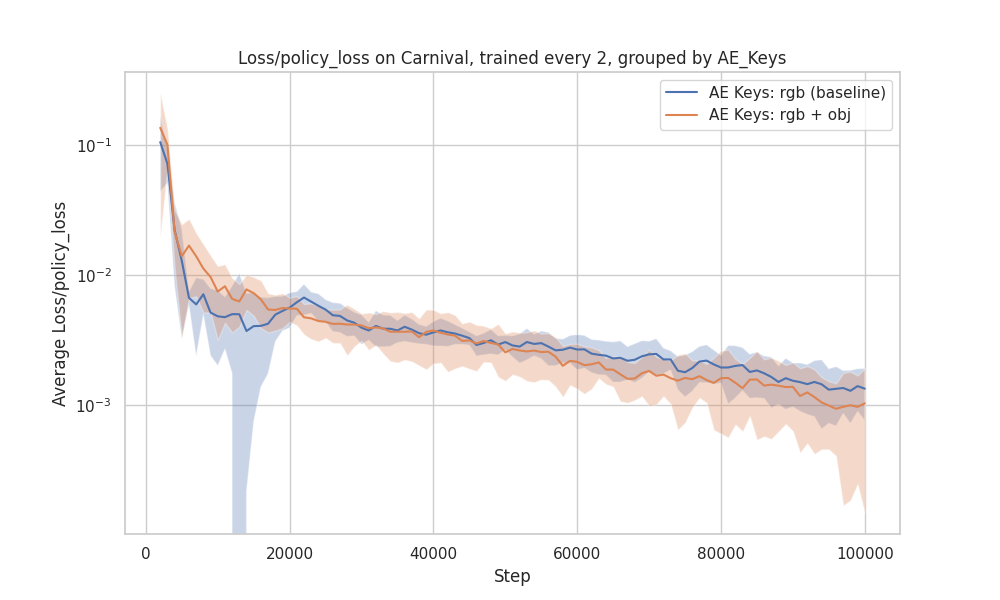 Loss/policy_loss on Carnival, trained every 2, grouped by AE_Keys
AE Keys: rgb (baseline)
AE Keys: rgb + obj
Average Loss/policy_loss
10⁻¹
10⁻²
10⁻³
0 20000 40000 60000 80000 100000
Step